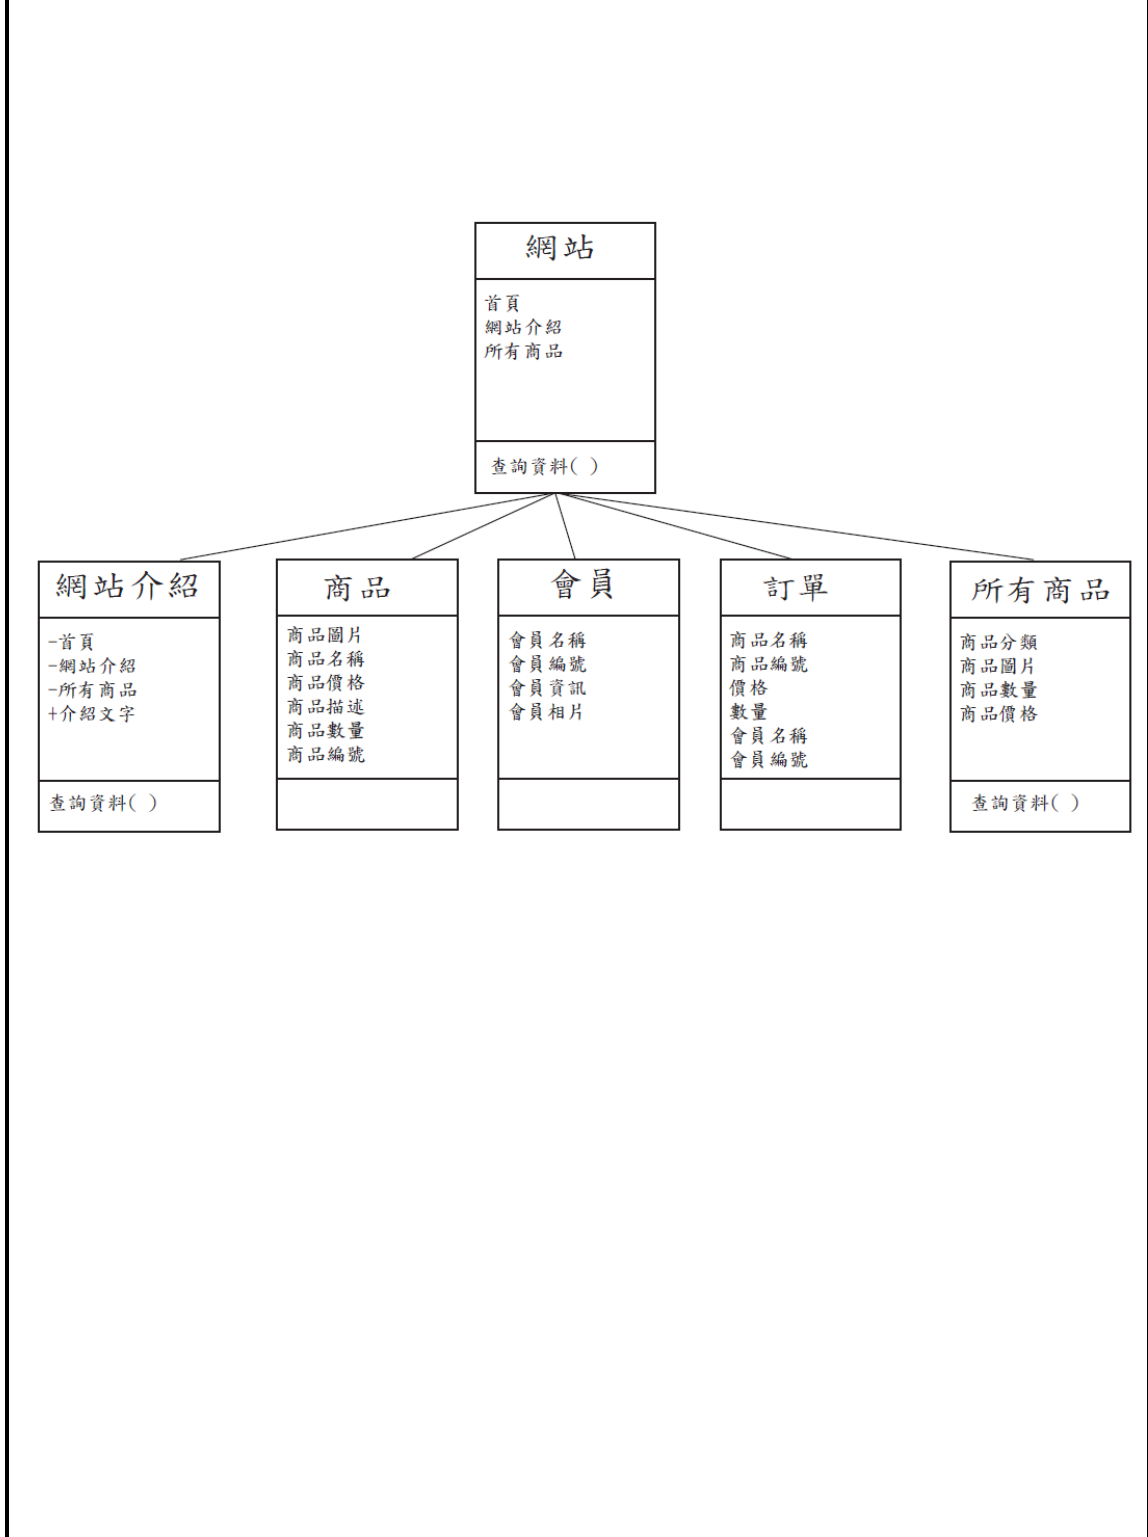 網站
首頁
網站介紹
所有商品
查詢資料( )
網站介紹
-首頁
-網站介紹
-所有商品
+介紹文字
查詢資料( )
商品
商品圖片
商品名稱
商品價格
商品描述
商品數量
商品編號
會員
會員名稱
會員編號
會員資訊
會員相片
訂單
商品名稱
商品編號
價格
數量
會員名稱
會員編號
所有商品
商品分類
商品圖片
商品數量
商品價格
查詢資料( )